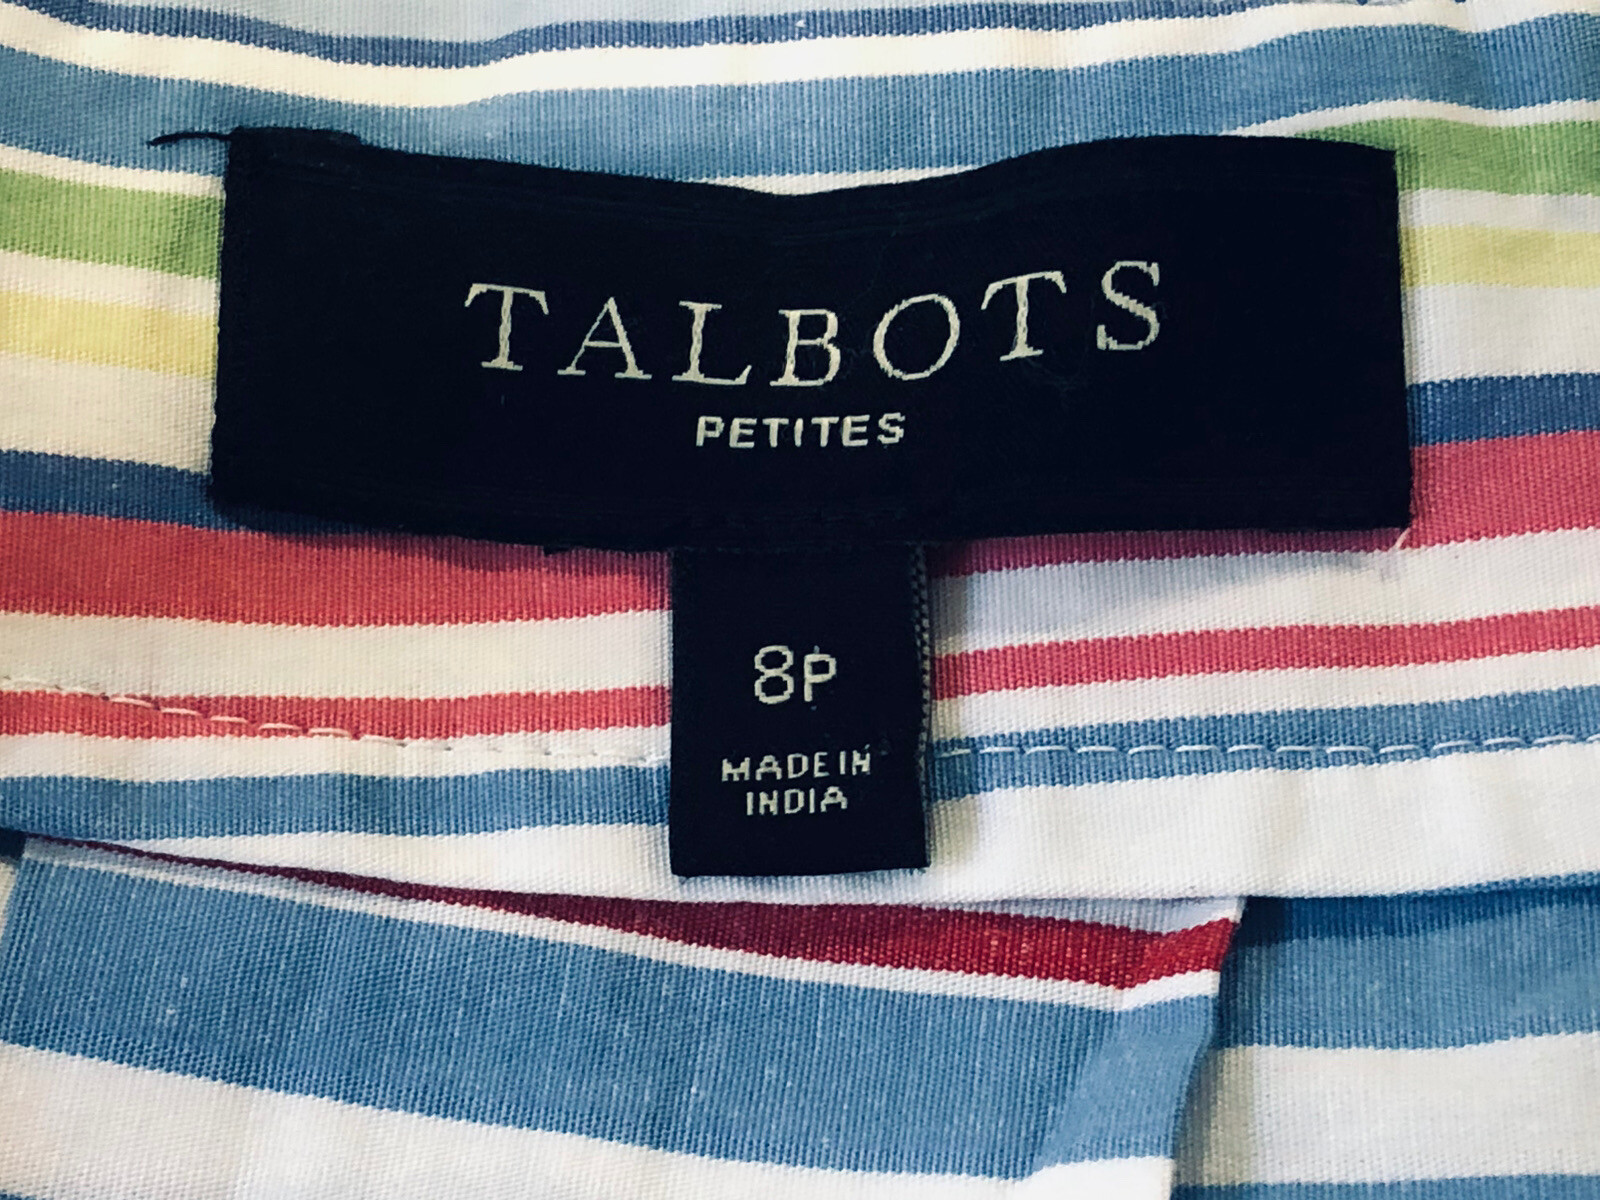 TALBOTS
PETITES
8P
MADE IN
INDIA